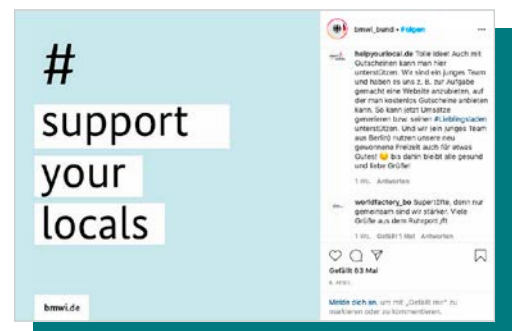 #
support
your
locals
bmwi.de
bmwi_bund • Folgen
helpyourlocal.de Tolle Idee! Auch mit
Gutscheinen kann man hier
unterstützen. Wir sind ein junges Team
und haben es uns z. B. zur Aufgabe
gemacht eine Website anzubieten, auf
der man kostenlos Gutscheine anbieten
kann. So kann jetzt Umsätze
generieren bzw. seinen #Lieblingsladen
unterstützen. Und wir (ein junges Team
aus Berlin) nutzen unsere neu
gewonnene Freizeit auch für etwas
Gutes! 😊 bis dahin bleibt alle gesund
und liebe Grüße!
1 Wo. Antworten
worldfactory_bo Supertöfte, denn nur
gemeinsam sind wir stärker. Viele
Grüße aus dem Ruhrpott
1 Wo. Gefällt 1 Mal Antworten
Gefällt 63 Mal
Melde dich an, um mit „Gefällt mir“ zu
markieren oder zu kommentieren.